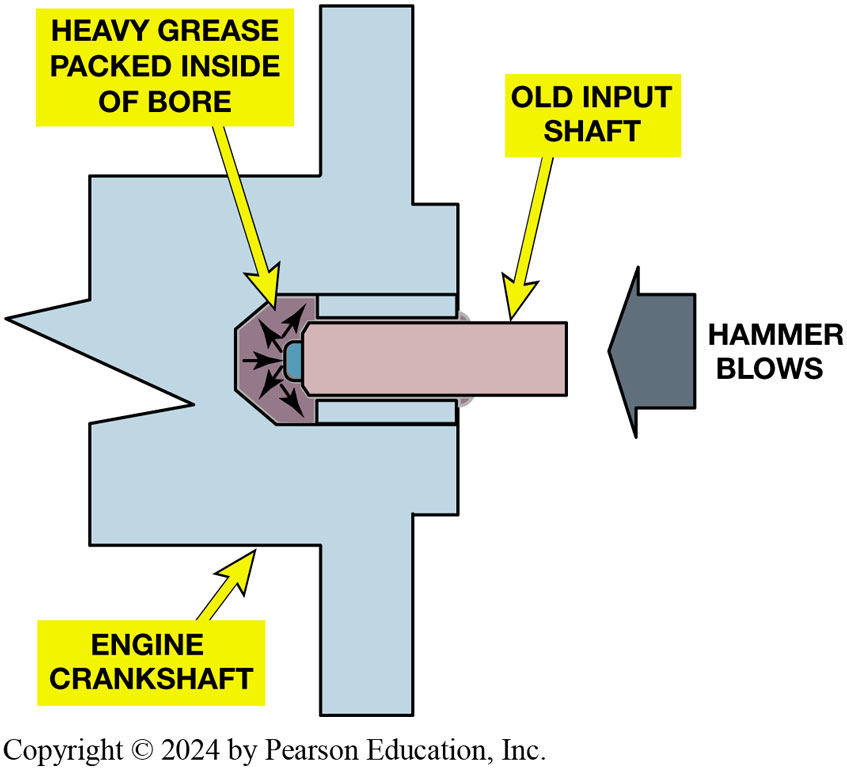 HEAVY GREASE
PACKED INSIDE
OF BORE
OLD INPUT
SHAFT
HAMMER
BLOWS
ENGINE
CRANKSHAFT
Copyright © 2024 by Pearson Education, Inc.